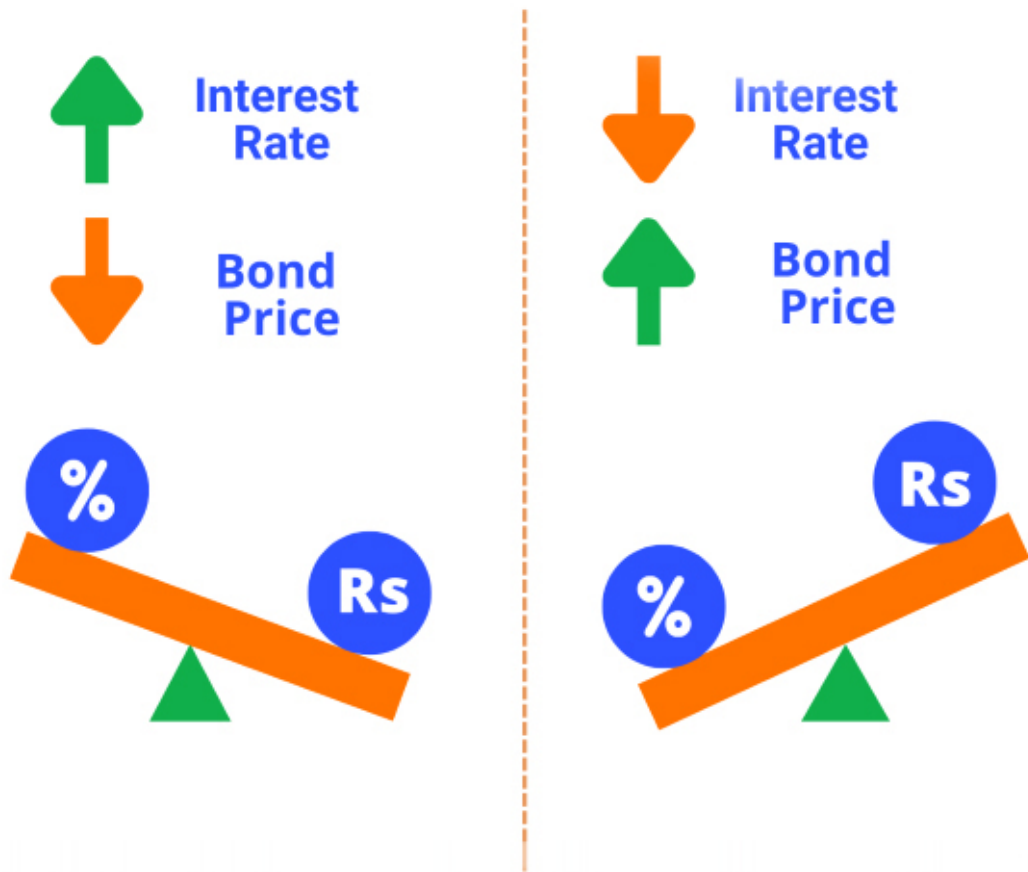 Interest
Rate
Bond
Price
%
Rs
Interest
Rate
Bond
Price
%
Rs